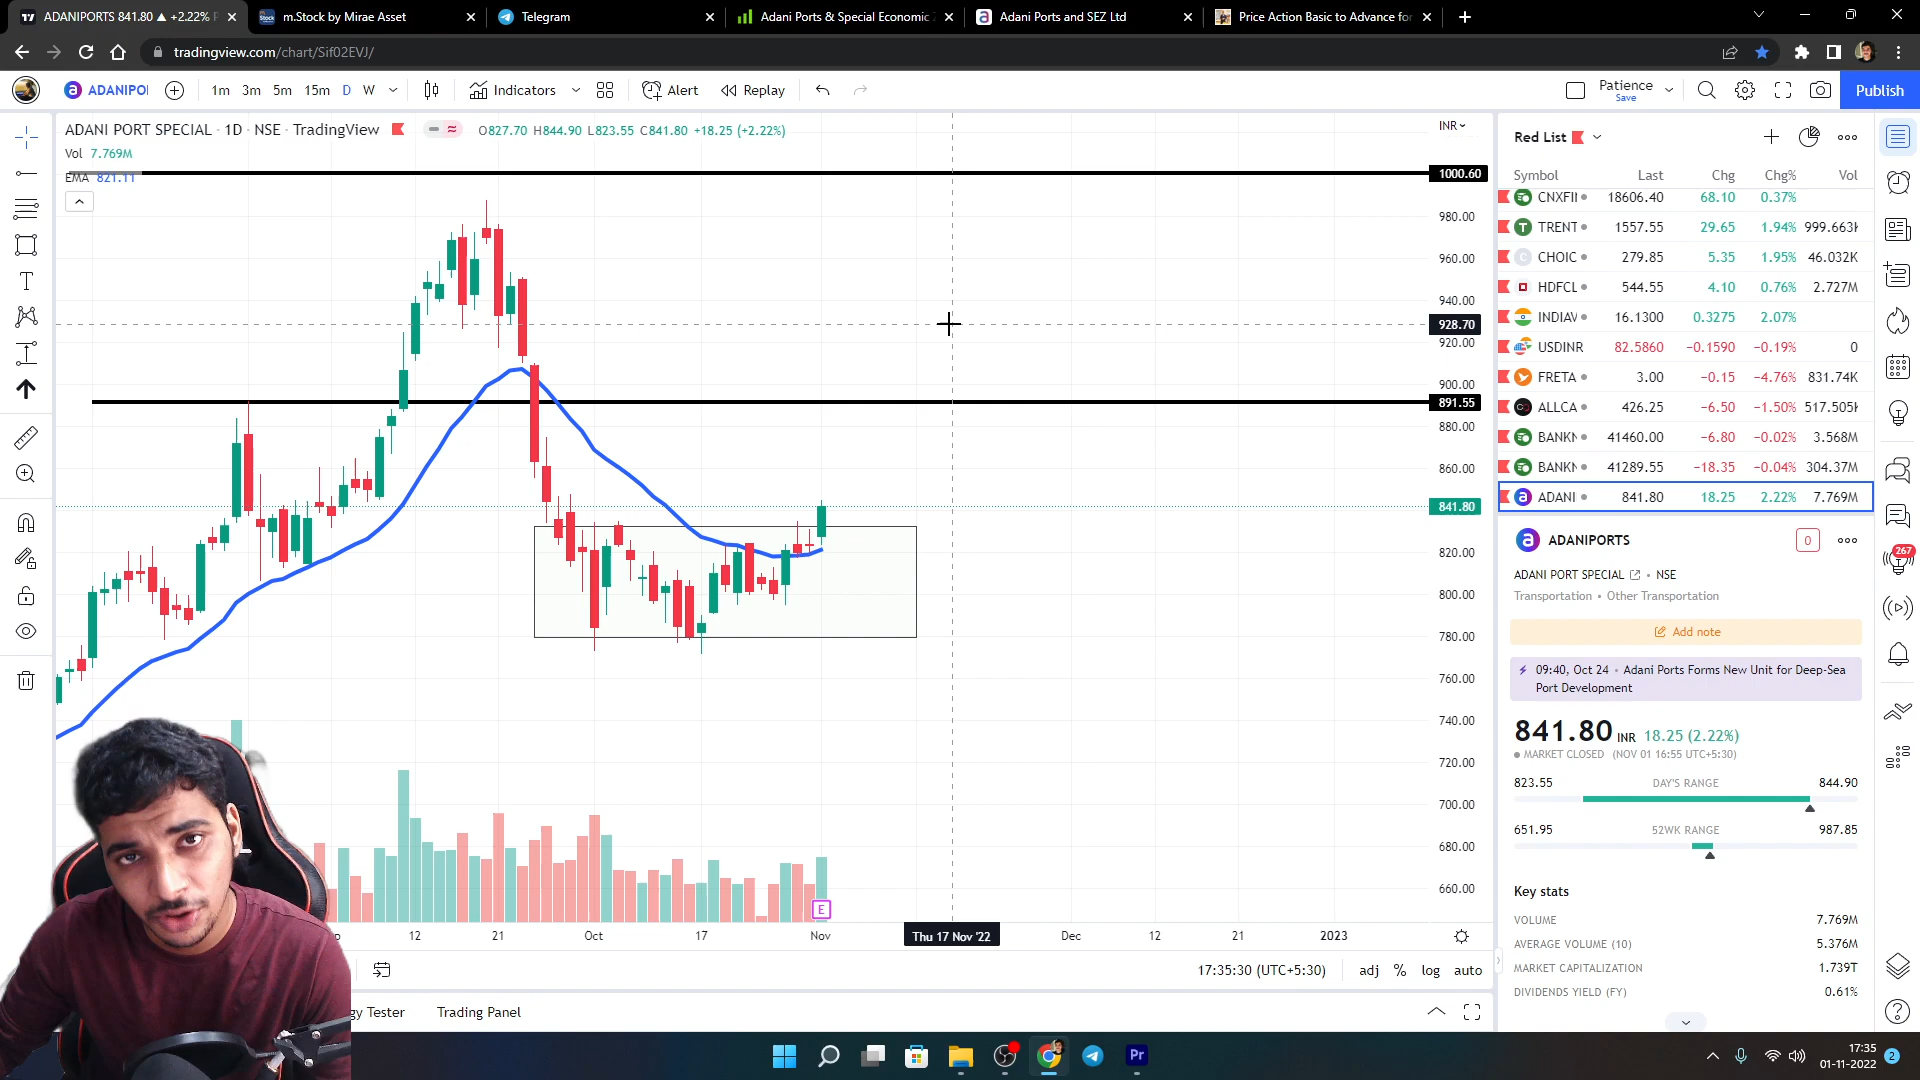 ADANIPORTS 841.80 ▲ +2.22% P
m.Stock by Mirae Asset
Telegram
Adani Ports & Special Economic Z
Adani Ports and SEZ Ltd
Price Action Basic to Advance for
tradingview.com/chart/Sif02EVJ/
ADANIPO
1m 3m 5m 15m D W
Indicators
Alert
Replay
Patience
Save
Publish
ADANI PORT SPECIAL · 1D · NSE · TradingView
O827.70 H844.90 L823.55 C841.80 +18.25 (+2.22%)
Vol 7.769M
EMA 821.11
INR
1000.60
980.00
960.00
940.00
928.70
920.00
900.00
891.55
880.00
860.00
841.80
820.00
800.00
780.00
760.00
740.00
720.00
700.00
680.00
660.00
E
12 21 Oct 17 Nov Thu 17 Nov '22 Dec 12 21 2023
17:35:30 (UTC+5:30) adj % log auto
gy Tester Trading Panel
Red List
Symbol Last Chg Chg% Vol
CNXFI 18606.40 68.10 0.37%
TRENT 1557.55 29.65 1.94% 999.663K
CHOIC 279.85 5.35 1.95% 46.032K
HDFCL 544.55 4.10 0.76% 2.727M
INDIAV 16.1300 0.3275 2.07%
USDINR 82.5860 −0.1590 −0.19% 0
FRETA 3.00 −0.15 −4.76% 831.74K
ALLCA 426.25 −6.50 −1.50% 517.505K
BANKN 41460.00 −6.80 −0.02% 3.568M
BANKN 41289.55 −18.35 −0.04% 304.37M
ADANI 841.80 18.25 2.22% 7.769M
ADANIPORTS
0
ADANI PORT SPECIAL • NSE
Transportation • Other Transportation
Add note
09:40, Oct 24 • Adani Ports Forms New Unit for Deep-Sea
Port Development
841.80 INR 18.25 (2.22%)
MARKET CLOSED (NOV 01 16:55 UTC+5:30)
823.55 DAY'S RANGE 844.90
651.95 52WK RANGE 987.85
Key stats
VOLUME 7.769M
AVERAGE VOLUME (10) 5.376M
MARKET CAPITALIZATION 1.739T
DIVIDENDS YIELD (FY) 0.61%
267
Pr
17:35
01-11-2022
2